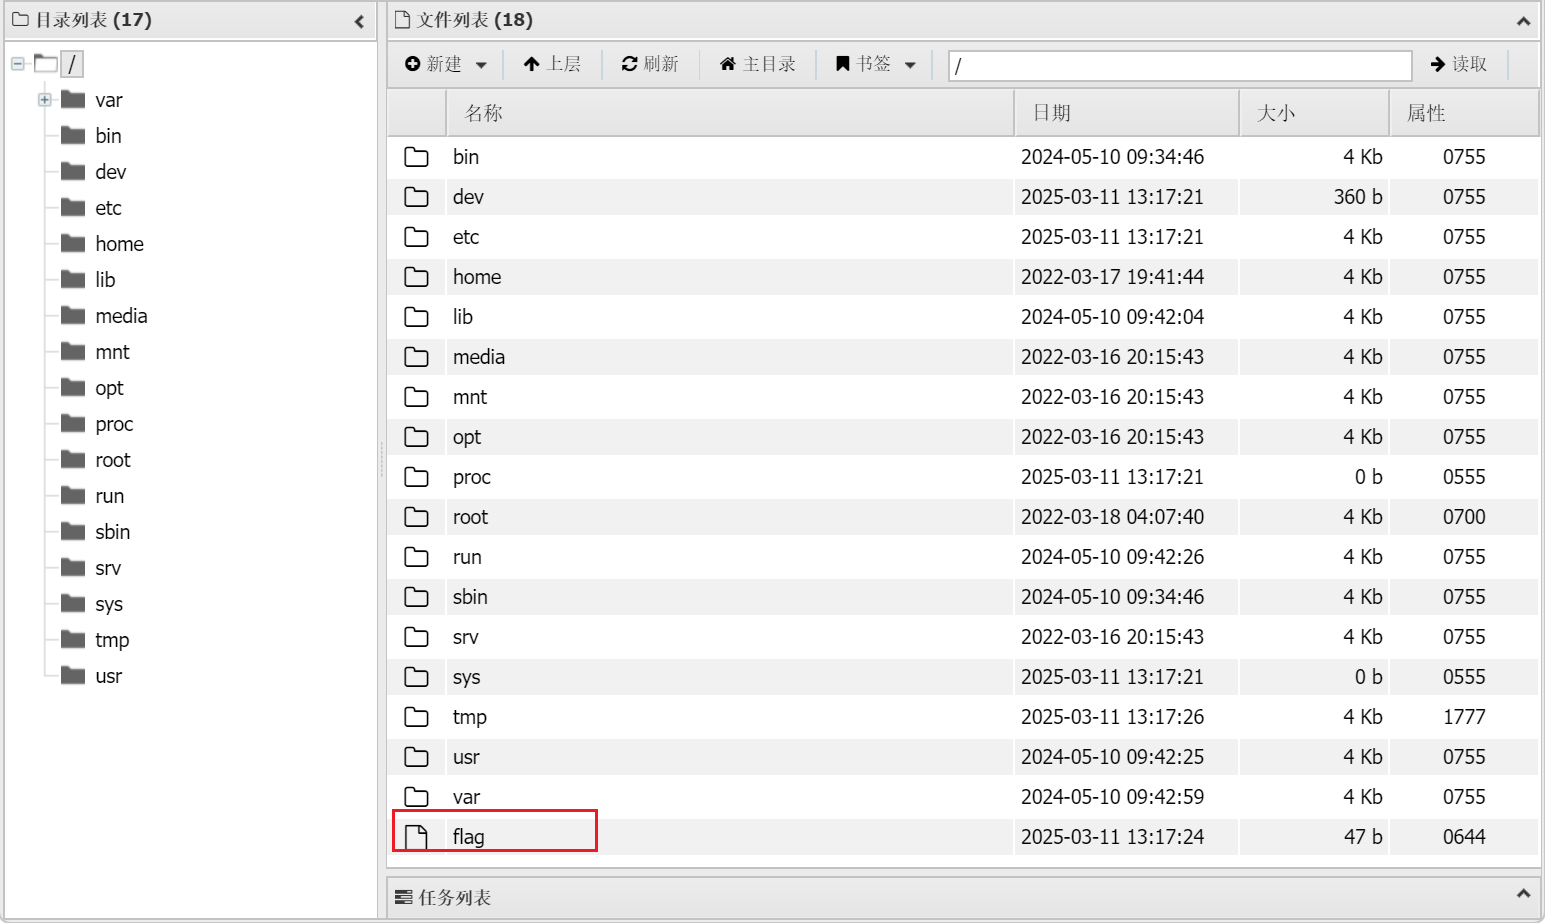 目录列表 (17)
/
var
bin
dev
etc
home
lib
media
mnt
opt
proc
root
run
sbin
srv
sys
tmp
usr
文件列表 (18)
新建 上层 刷新 主目录 书签 / 读取
名称 日期 大小 属性
bin 2024-05-10 09:34:46 4 Kb 0755
dev 2025-03-11 13:17:21 360 b 0755
etc 2025-03-11 13:17:21 4 Kb 0755
home 2022-03-17 19:41:44 4 Kb 0755
lib 2024-05-10 09:42:04 4 Kb 0755
media 2022-03-16 20:15:43 4 Kb 0755
mnt 2022-03-16 20:15:43 4 Kb 0755
opt 2022-03-16 20:15:43 4 Kb 0755
proc 2025-03-11 13:17:21 0 b 0555
root 2022-03-18 04:07:40 4 Kb 0700
run 2024-05-10 09:42:26 4 Kb 0755
sbin 2024-05-10 09:34:46 4 Kb 0755
srv 2022-03-16 20:15:43 4 Kb 0755
sys 2025-03-11 13:17:21 0 b 0555
tmp 2025-03-11 13:17:26 4 Kb 1777
usr 2024-05-10 09:42:25 4 Kb 0755
var 2024-05-10 09:42:59 4 Kb 0755
flag 2025-03-11 13:17:24 47 b 0644
任务列表